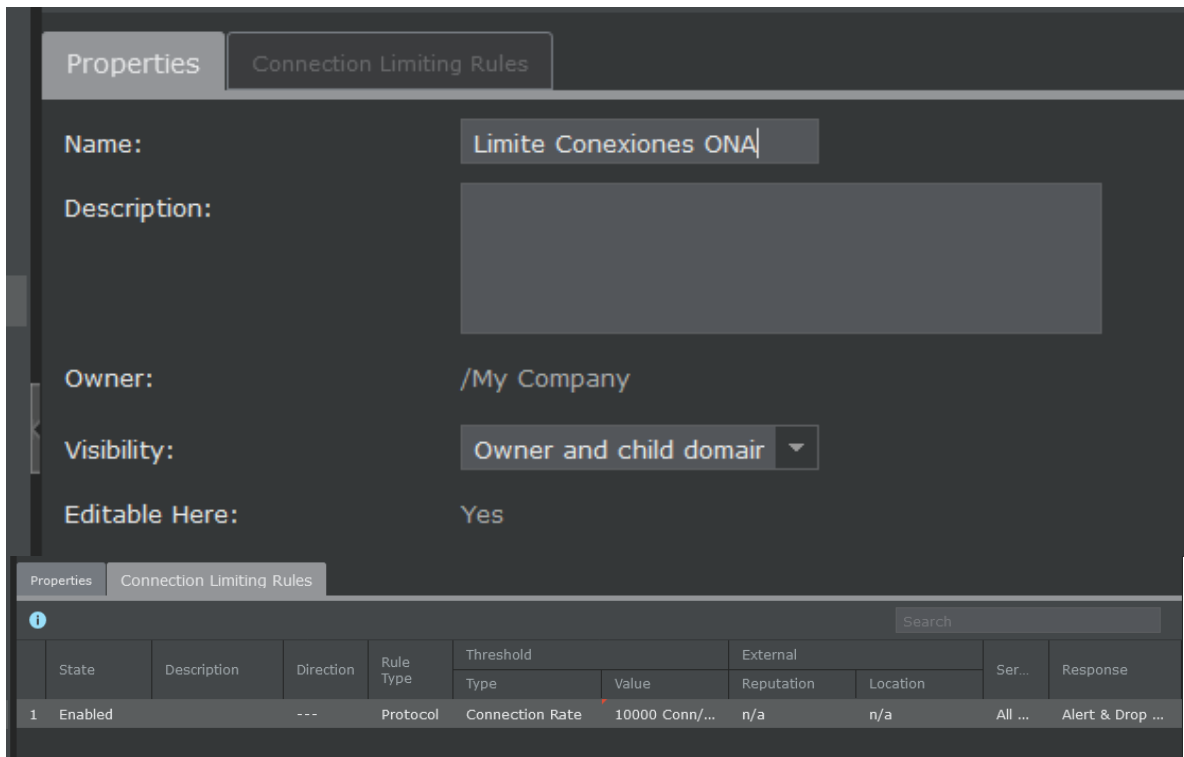 Properties Connection Limiting Rules
Name: Limite Conexiones ONA
Description:
Owner: /My Company
Visibility: Owner and child domair
Editable Here: Yes
Properties Connection Limiting Rules
Search
State Description Direction Rule Type Threshold External Ser... Response
Type Value Reputation Location
1 Enabled --- Protocol Connection Rate 10000 Conn/... n/a n/a All ... Alert & Drop ...